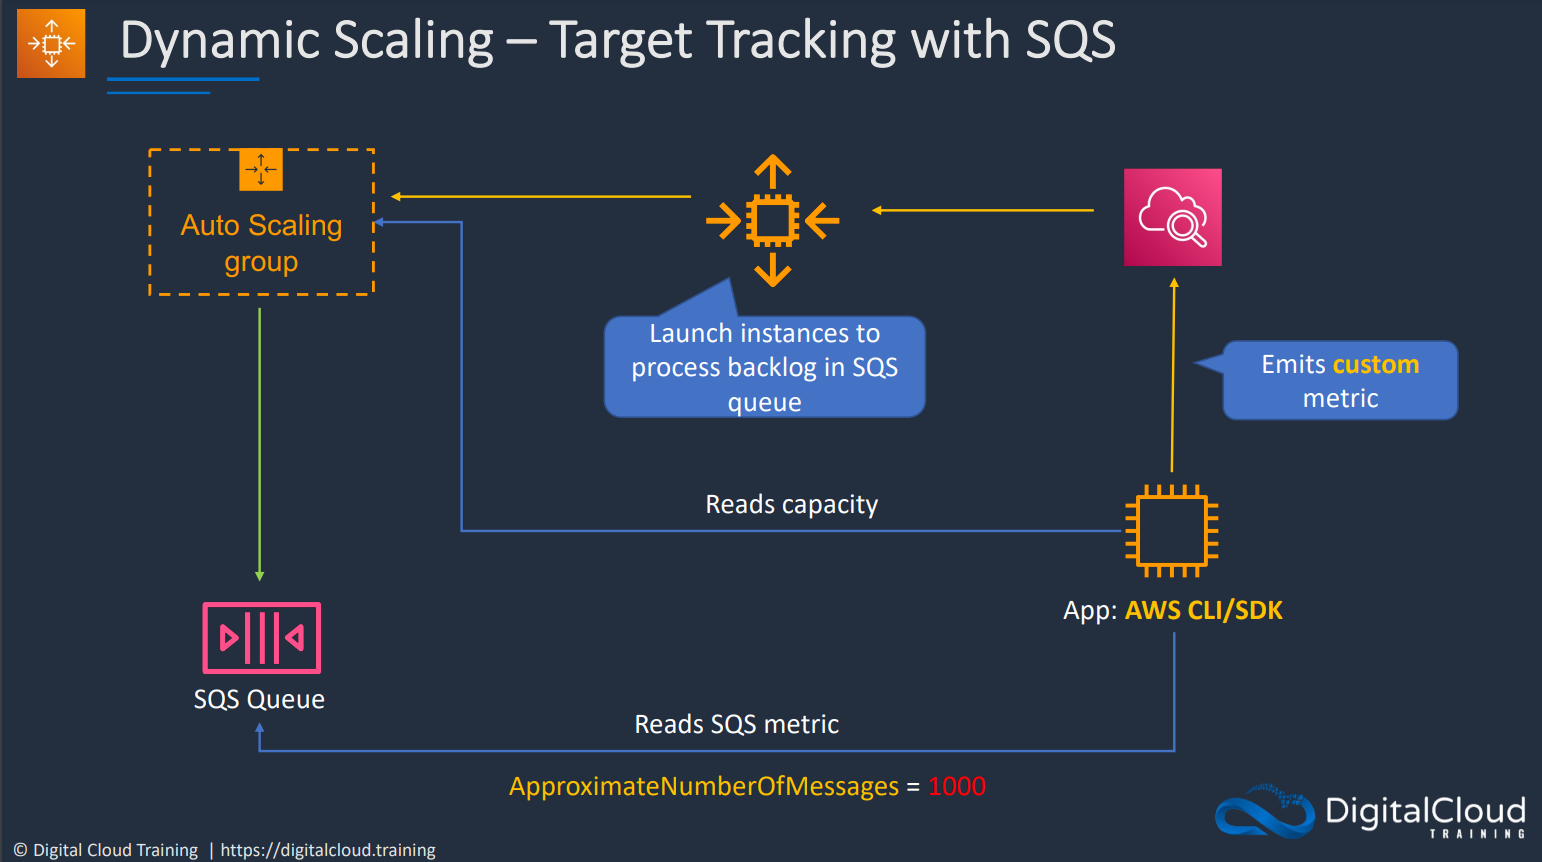 Dynamic Scaling – Target Tracking with SQS
Auto Scaling
group
Launch instances to
process backlog in SQS
queue
Emits custom
metric
Reads capacity
App: AWS CLI/SDK
SQS Queue
Reads SQS metric
ApproximateNumberOfMessages = 1000
DigitalCloud
TRAINING
© Digital Cloud Training | https://digitalcloud.training